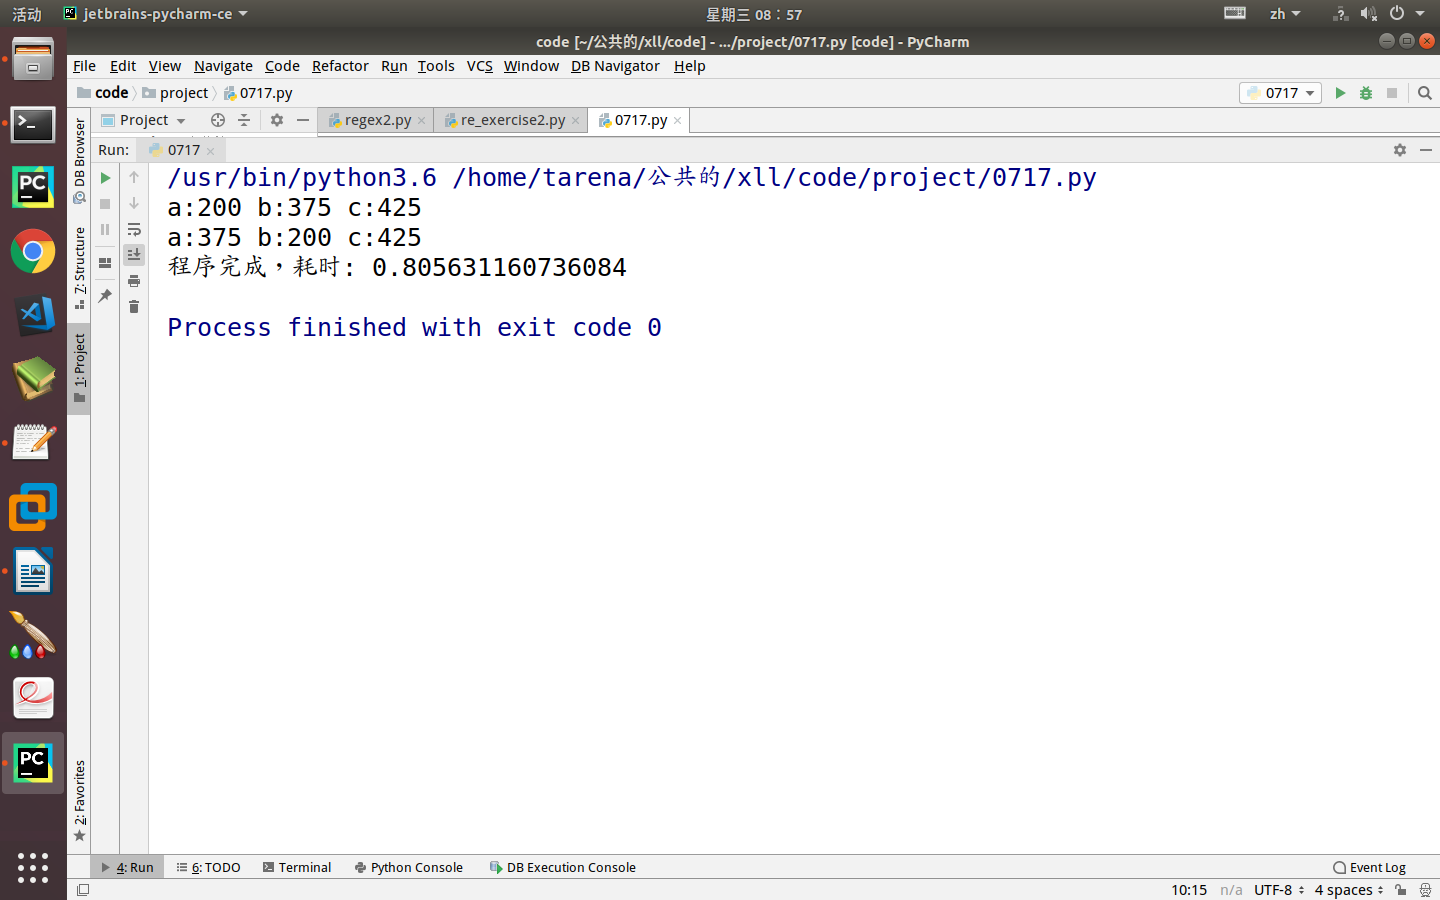 活动 jetbrains-pycharm-ce 星期三 08：57 zh
code [~/公共的/xll/code] - .../project/0717.py [code] - PyCharm
File Edit View Navigate Code Refactor Run Tools VCS Window DB Navigator Help
code project 0717.py 0717
Project regex2.py re_exercise2.py 0717.py
Run: 0717
/usr/bin/python3.6 /home/tarena/公共的/xll/code/project/0717.py
a:200 b:375 c:425
a:375 b:200 c:425
程序完成，耗时: 0.805631160736084
Process finished with exit code 0
DB Browser
7: Structure
1: Project
2: Favorites
PC
PC
4: Run 6: TODO Terminal Python Console DB Execution Console Event Log
10:15 n/a UTF-8 4 spaces